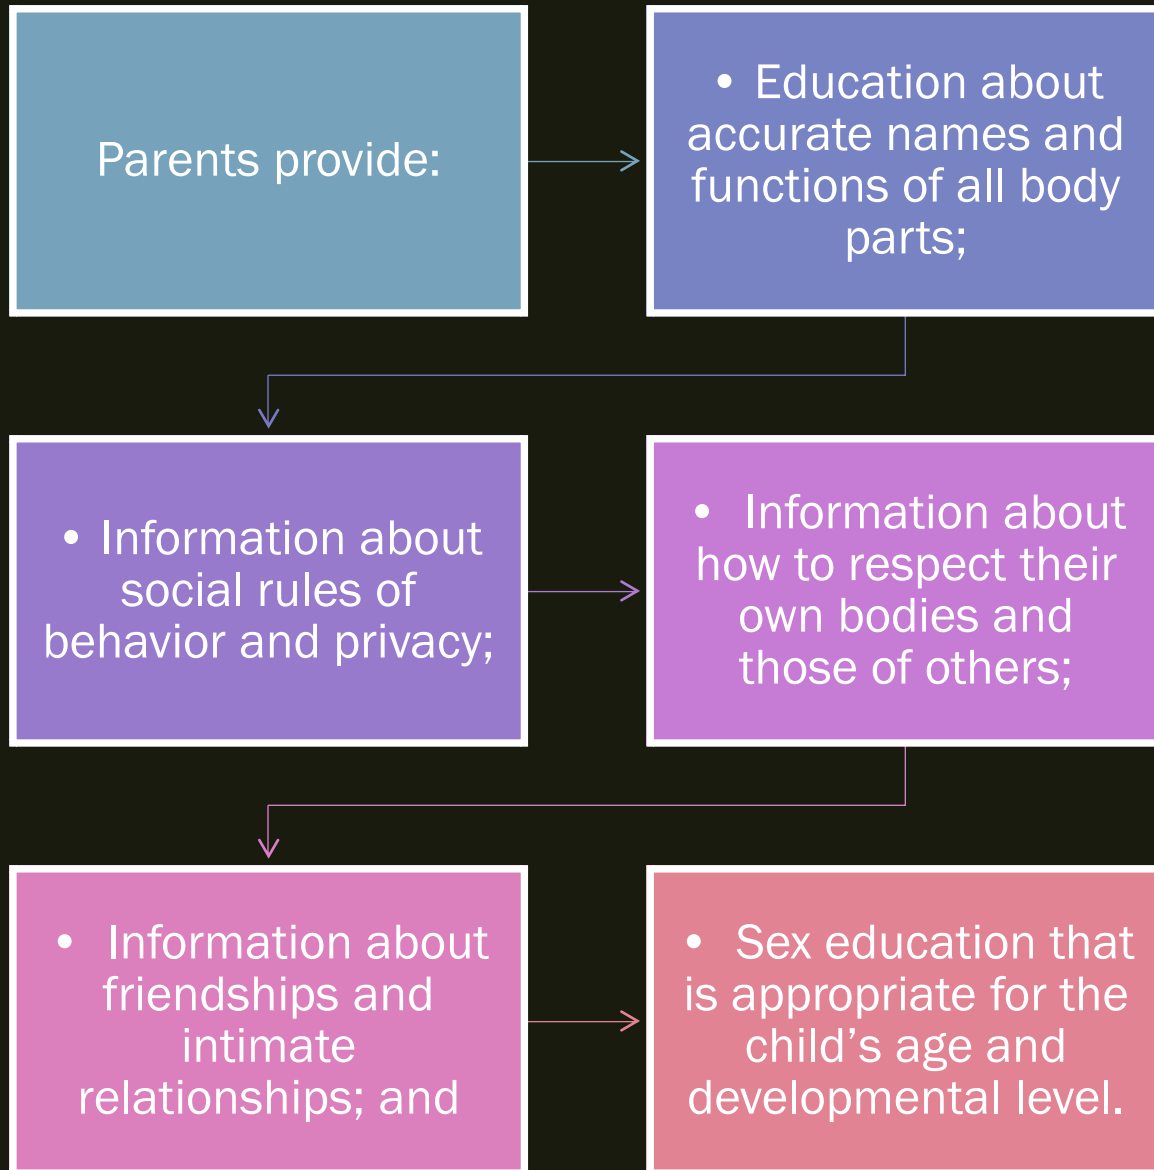 Parents provide:
• Education about
accurate names and
functions of all body
parts;
• Information about
social rules of
behavior and privacy;
• Information about
how to respect their
own bodies and
those of others;
• Information about
friendships and
intimate
relationships; and
• Sex education that
is appropriate for the
child’s age and
developmental level.